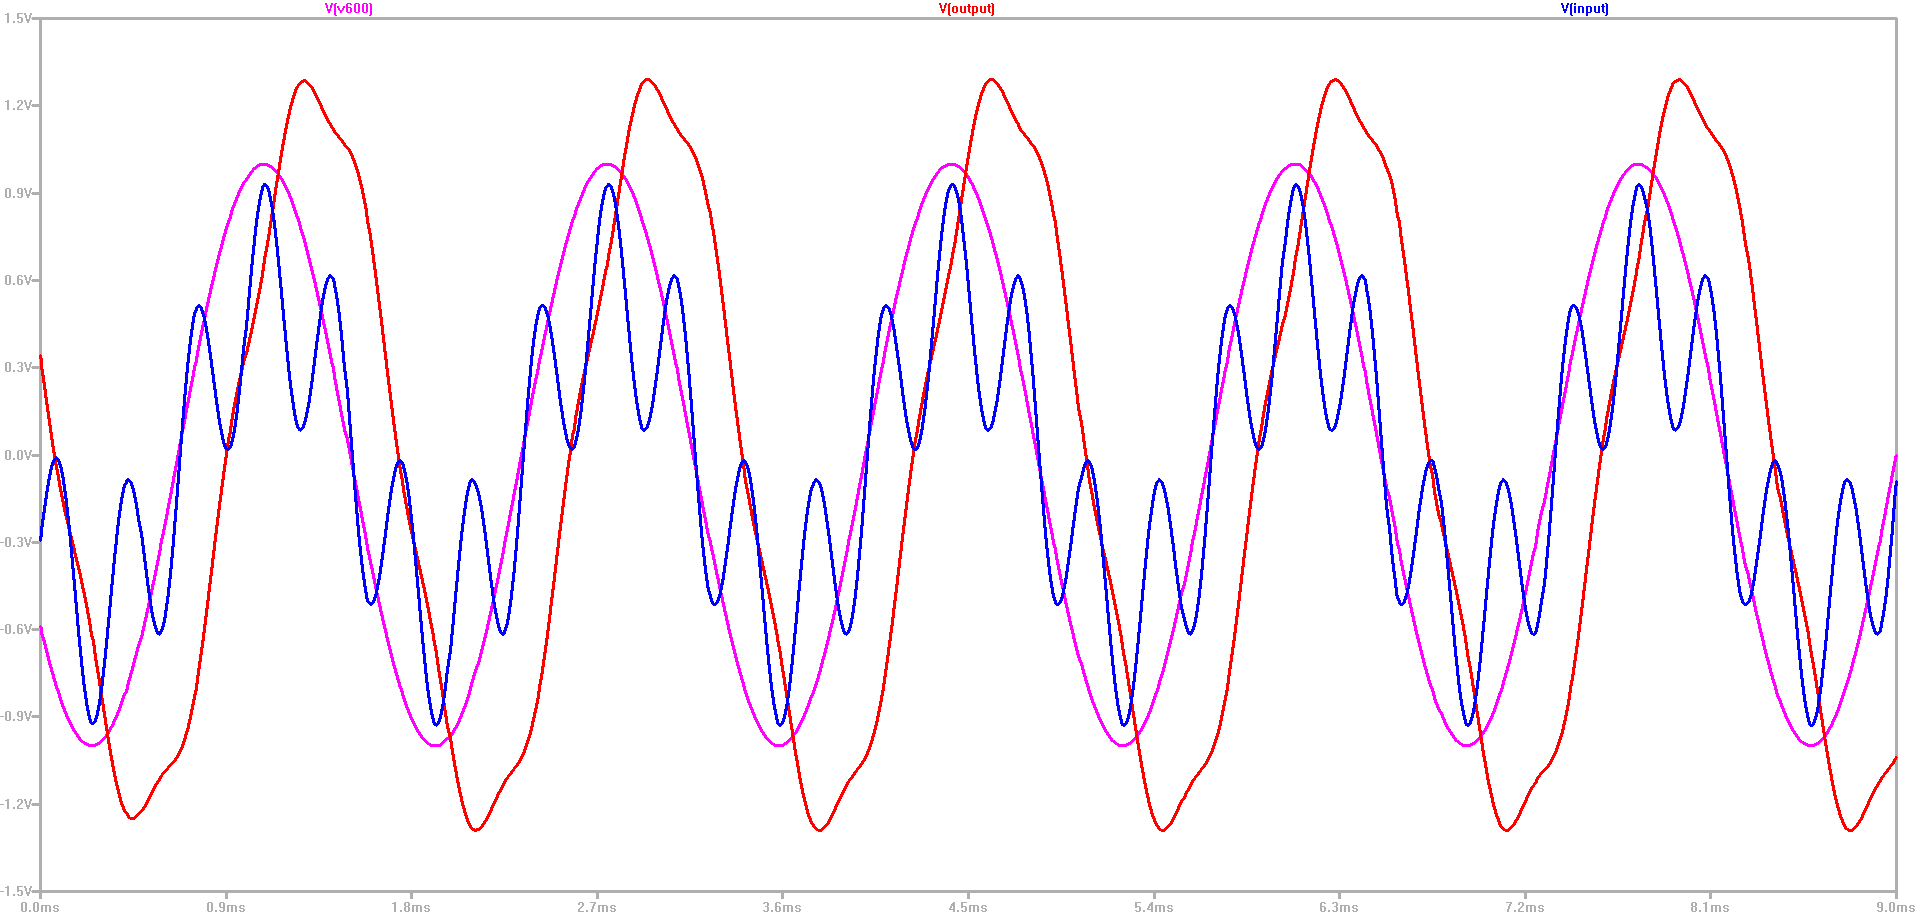 V(v600) V(output) V(input)
1.5V
1.2V
0.9V
0.6V
0.3V
0.0V
-0.3V
-0.6V
-0.9V
-1.2V
-1.5V
0.0ms 0.9ms 1.8ms 2.7ms 3.6ms 4.5ms 5.4ms 6.3ms 7.2ms 8.1ms 9.0ms